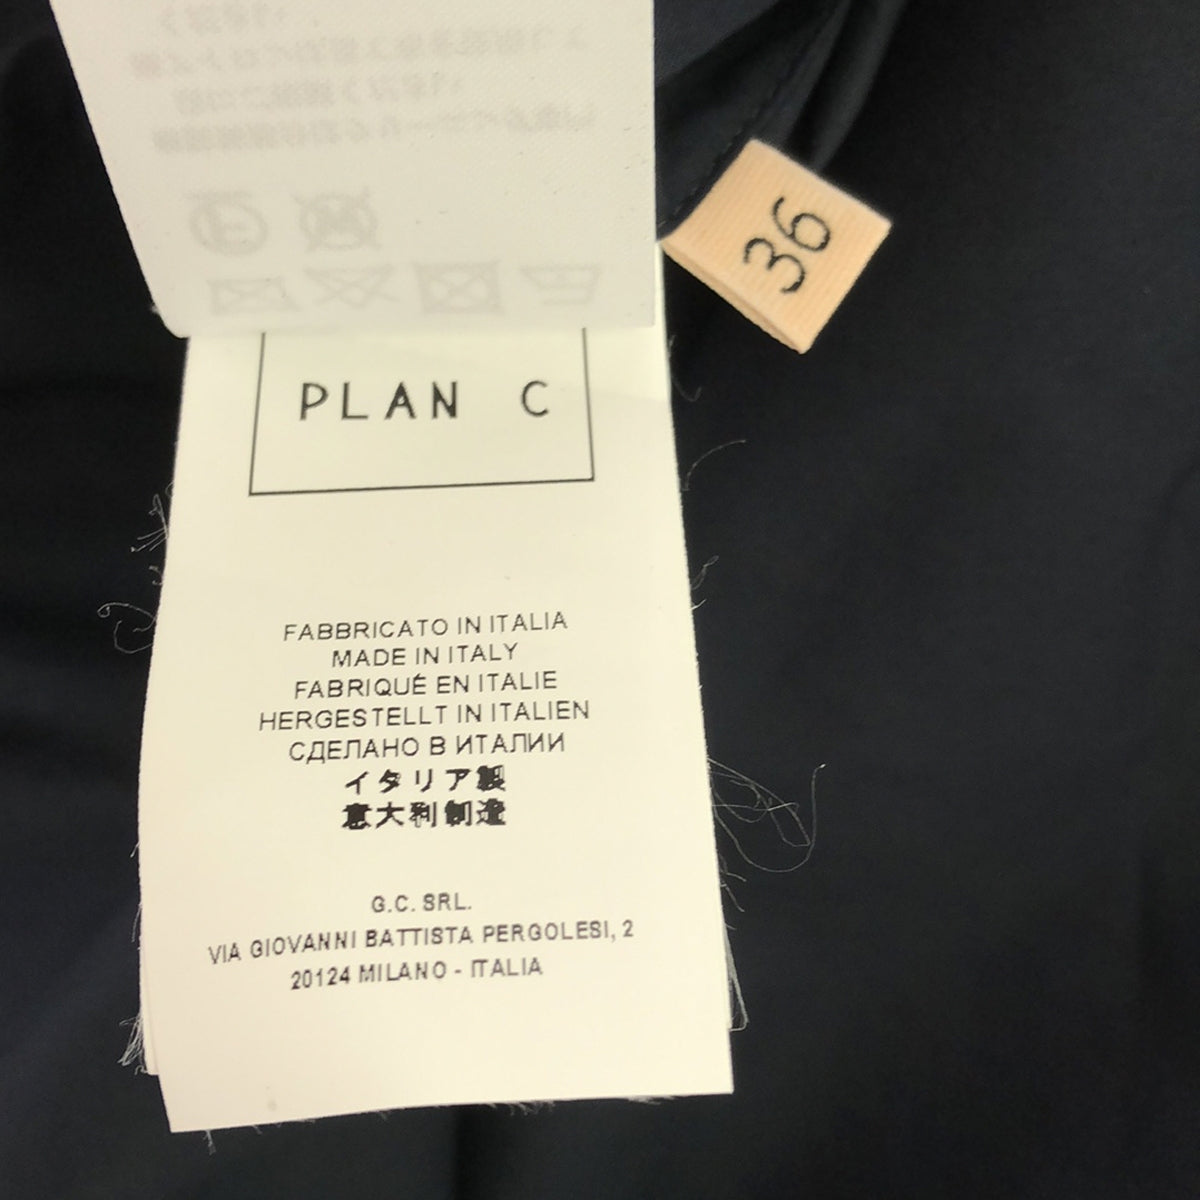 36
PLAN C
FABBRICATO IN ITALIA
MADE IN ITALY
FABRIQUÉ EN ITALIE
HERGESTELLT IN ITALIEN
СДЕЛАНО В ИТАЛИИ
イタリア製
意大利制造
G.C. SRL.
VIA GIOVANNI BATTISTA PERGOLESI, 2
20124 MILANO - ITALIA